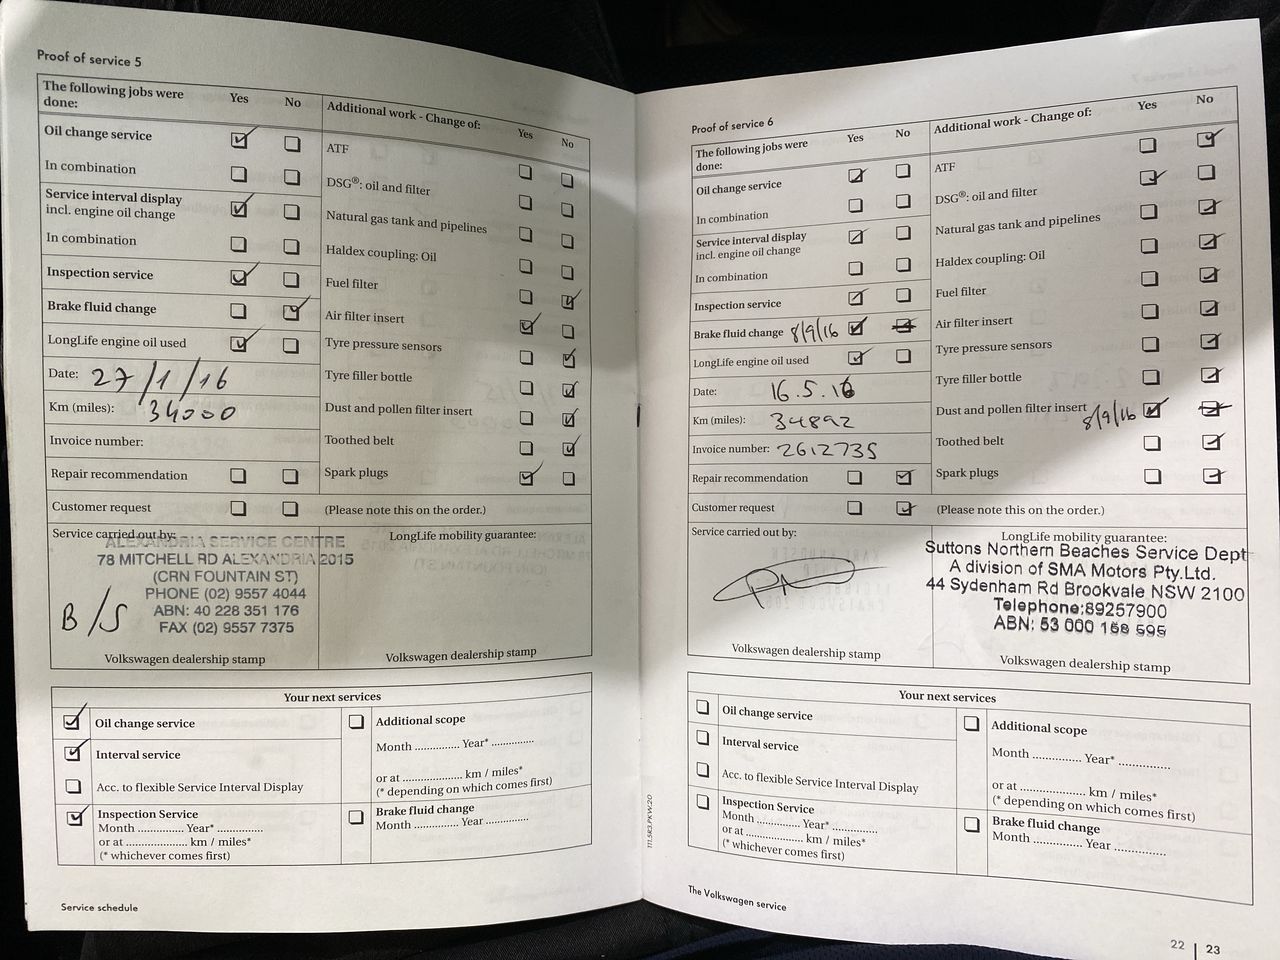 Proof of service 5
The following jobs were done:
Yes No
Additional work - Change of:
Yes No
Oil change service
In combination
Service interval display
incl. engine oil change
In combination
Inspection service
Brake fluid change
LongLife engine oil used
Date: 27/1/16
Km (miles): 34000
Invoice number:
Repair recommendation
Customer request
ATF
DSG®: oil and filter
Natural gas tank and pipelines
Haldex coupling: Oil
Fuel filter
Air filter insert
Tyre pressure sensors
Tyre filler bottle
Dust and pollen filter insert
Toothed belt
Spark plugs
(Please note this on the order.)
Service carried out by:
ALEXANDRIA SERVICE CENTRE
78 MITCHELL RD ALEXANDRIA 2015
(CRN FOUNTAIN ST)
PHONE (02) 9557 4044
ABN: 40 228 351 176
FAX (02) 9557 7375
B/S
Volkswagen dealership stamp
LongLife mobility guarantee:
Volkswagen dealership stamp
Your next services
Oil change service
Interval service
Acc. to flexible Service Interval Display
Inspection Service
Month .............. Year* ..............
or at .................... km / miles*
(* whichever comes first)
Additional scope
Month .............. Year* .............
or at .................... km / miles*
(* depending on which comes first)
Brake fluid change
Month .............. Year ..............
Service schedule
111.5R3.PKW.20
Proof of service 6
The following jobs were
done:
Yes No
Additional work - Change of:
Yes No
Oil change service
In combination
Service interval display
incl. engine oil change
In combination
Inspection service
Brake fluid change 8/9/16
LongLife engine oil used
Date: 16.5.16
Km (miles): 34892
Invoice number: 2612735
Repair recommendation
Customer request
ATF
DSG®: oil and filter
Natural gas tank and pipelines
Haldex coupling: Oil
Fuel filter
Air filter insert
Tyre pressure sensors
Tyre filler bottle
Dust and pollen filter insert 8/9/16
Toothed belt
Spark plugs
(Please note this on the order.)
Service carried out by:
Volkswagen dealership stamp
LongLife mobility guarantee:
Suttons Northern Beaches Service Dept
A division of SMA Motors Pty.Ltd.
44 Sydenham Rd Brookvale NSW 2100
Telephone:89257900
ABN: 53 000 168 595
Volkswagen dealership stamp
Your next services
Oil change service
Interval service
Acc. to flexible Service Interval Display
Inspection Service
Month .............. Year* ..............
or at .................... km / miles*
(* whichever comes first)
Additional scope
Month .............. Year* ..............
or at .................... km / miles*
(* depending on which comes first)
Brake fluid change
Month .............. Year ..............
The Volkswagen service
22 | 23